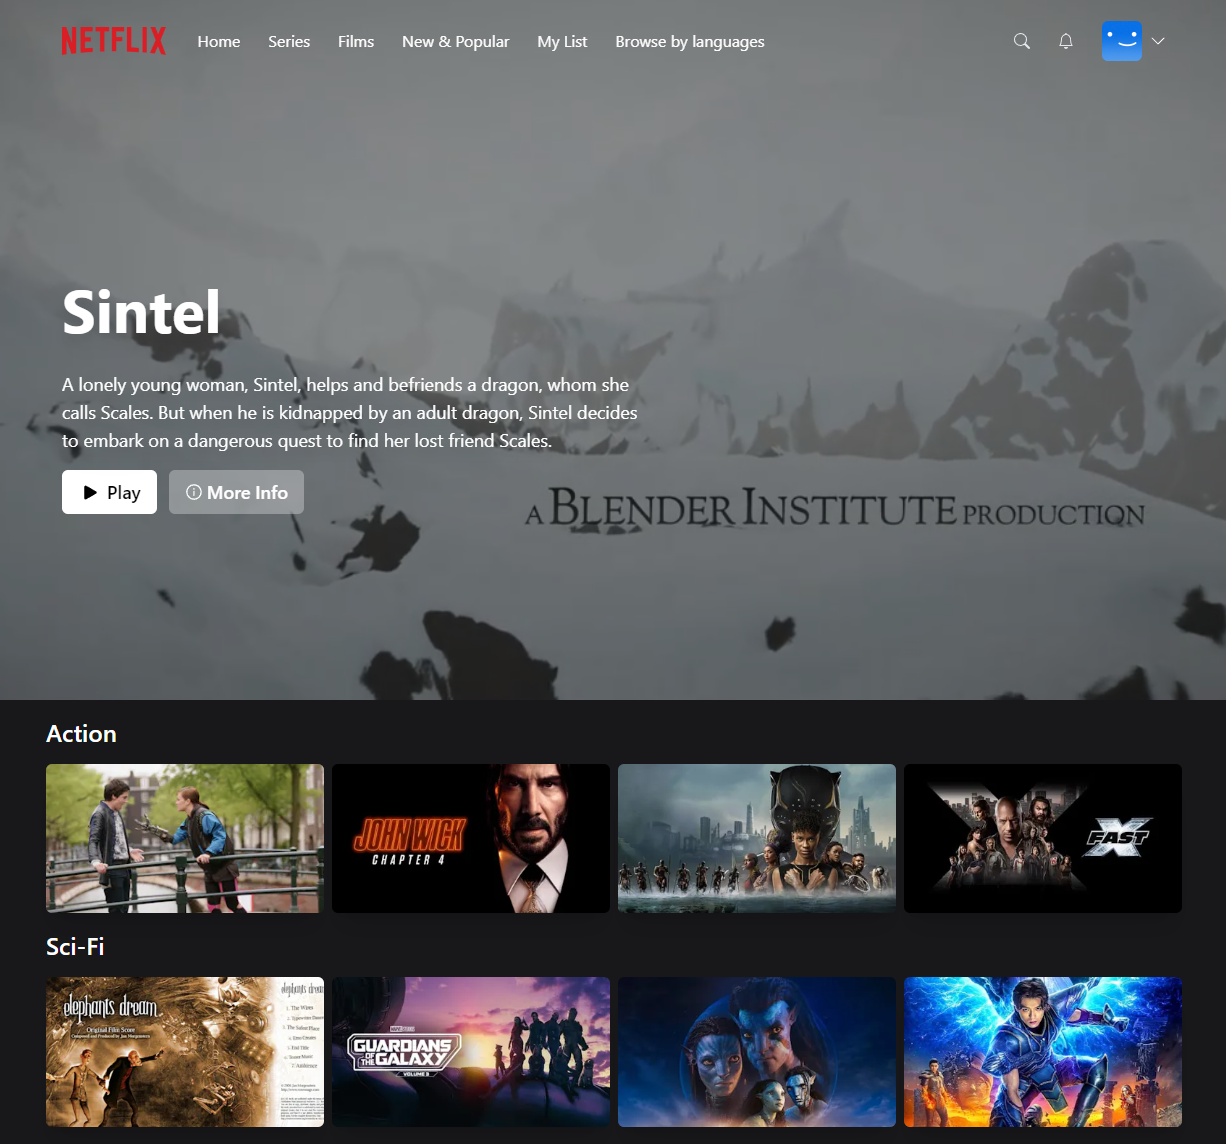 NETFLIX
Home
Series
Films
New & Popular
My List
Browse by languages
Sintel
A lonely young woman, Sintel, helps and befriends a dragon, whom she
calls Scales. But when he is kidnapped by an adult dragon, Sintel decides
to embark on a dangerous quest to find her lost friend Scales.
Play
More Info
A BLENDER INSTITUTE PRODUCTION
Action
JOHN WICK
CHAPTER 4
FAST X
Sci-Fi
elephants dream
Original Film Score
GUARDIANS
OF THE
GALAXY
VOLUME 3